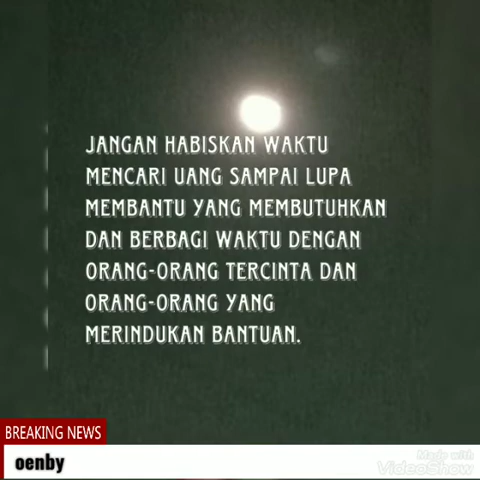 JANGAN HABISKAN WAKTU
MENCARI UANG SAMPAI LUPA
MEMBANTU YANG MEMBUTUHKAN
DAN BERBAGI WAKTU DENGAN
ORANG-ORANG TERCINTA DAN
ORANG-ORANG YANG
MERINDUKAN BANTUAN.
BREAKING NEWS
oenby
Made with
VideoShow